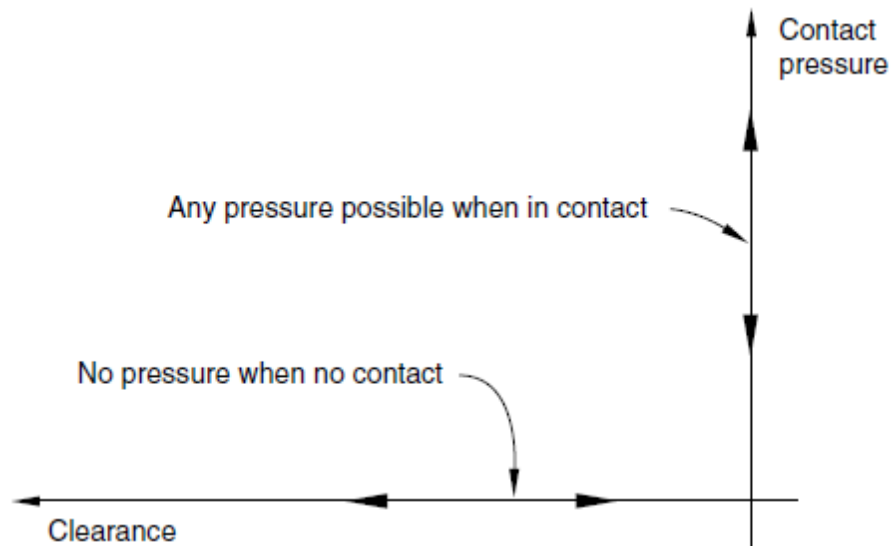 Contact
pressure
Any pressure possible when in contact
No pressure when no contact
Clearance